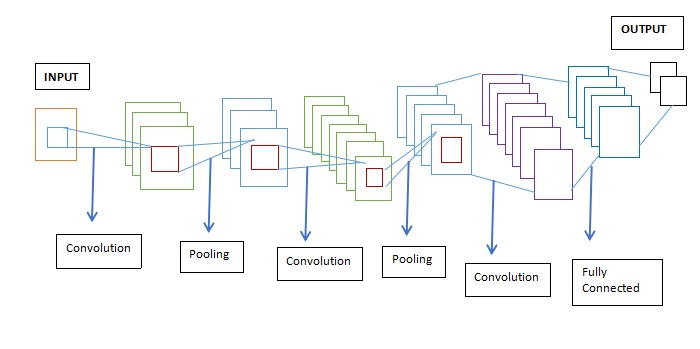 OUTPUT
INPUT
Convolution
Pooling
Convolution
Pooling
Convolution
Fully
Connected